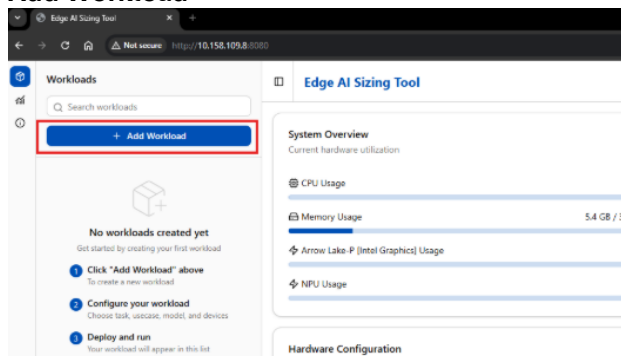 Edge AI Sizing Tool
Not secure http://10.158.109.8:8080
Workloads
Search workloads
+ Add Workload
No workloads created yet
Get started by creating your first workload
1 Click "Add Workload" above
To create a new workload
2 Configure your workload
Choose task, usecase, model, and devices
3 Deploy and run
Your workload will appear in this list
Edge AI Sizing Tool
System Overview
Current hardware utilization
CPU Usage
Memory Usage 5.4 GB /
Arrow Lake-P [Intel Graphics] Usage
NPU Usage
Hardware Configuration